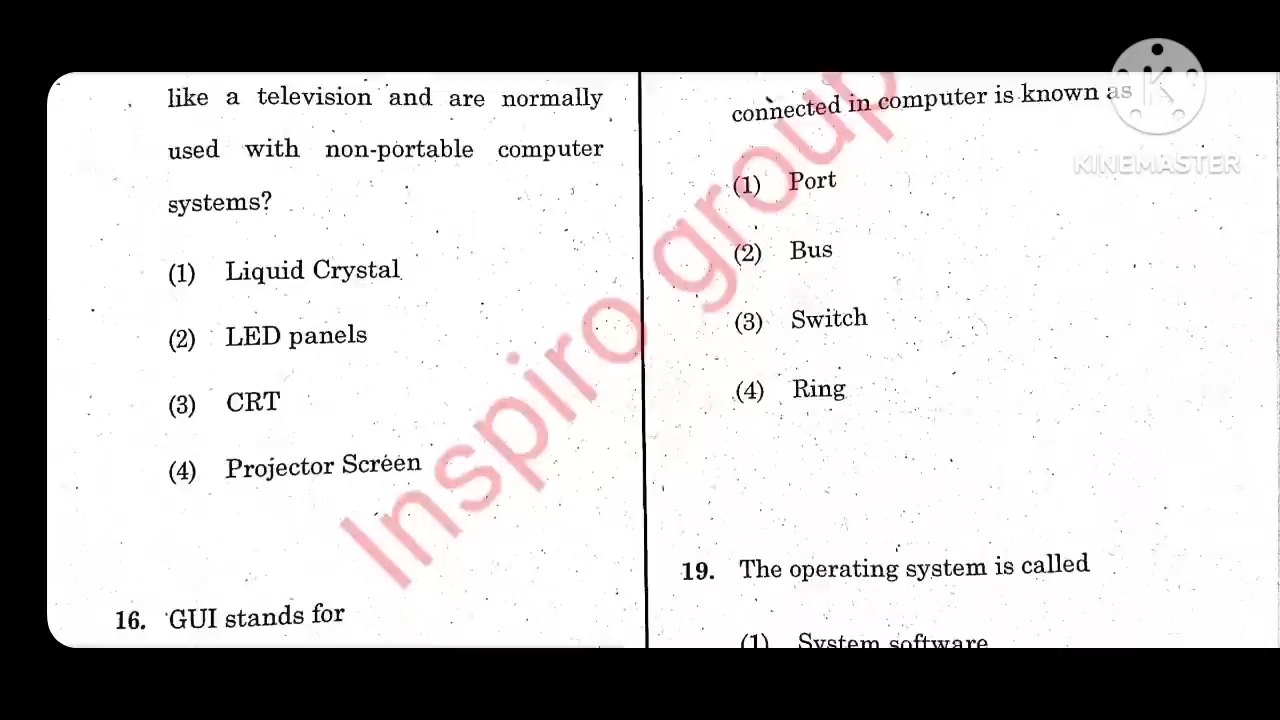 like a television and are normally
used with non-portable computer
systems?
(1) Liquid Crystal
(2) LED panels
(3) CRT
(4) Projector Screen
16. GUI stands for
connected in computer is known as
(1) Port
(2) Bus
(3) Switch
(4) Ring
19. The operating system is called
(1) System software
Inspiro group
K
KINEMASTER